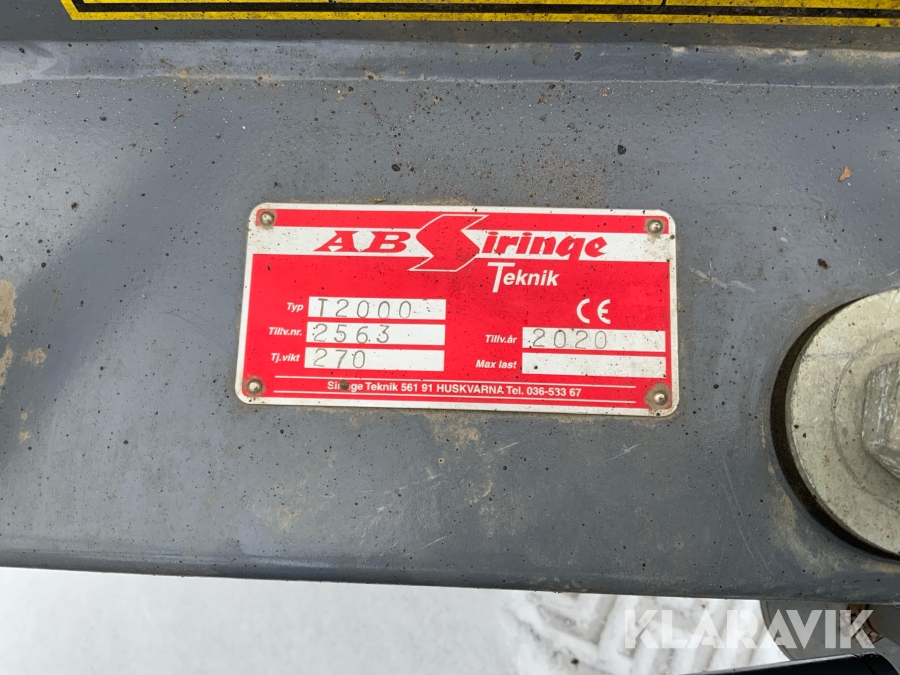 AB Siringe
Teknik
Typ T2000
Tillv.nr. 2563
Tillv.år 2020
Tj.vikt 270
Max last
CE
Siringe Teknik 561 91 HUSKVARNA Tel. 036-533 67
KLARAVIK